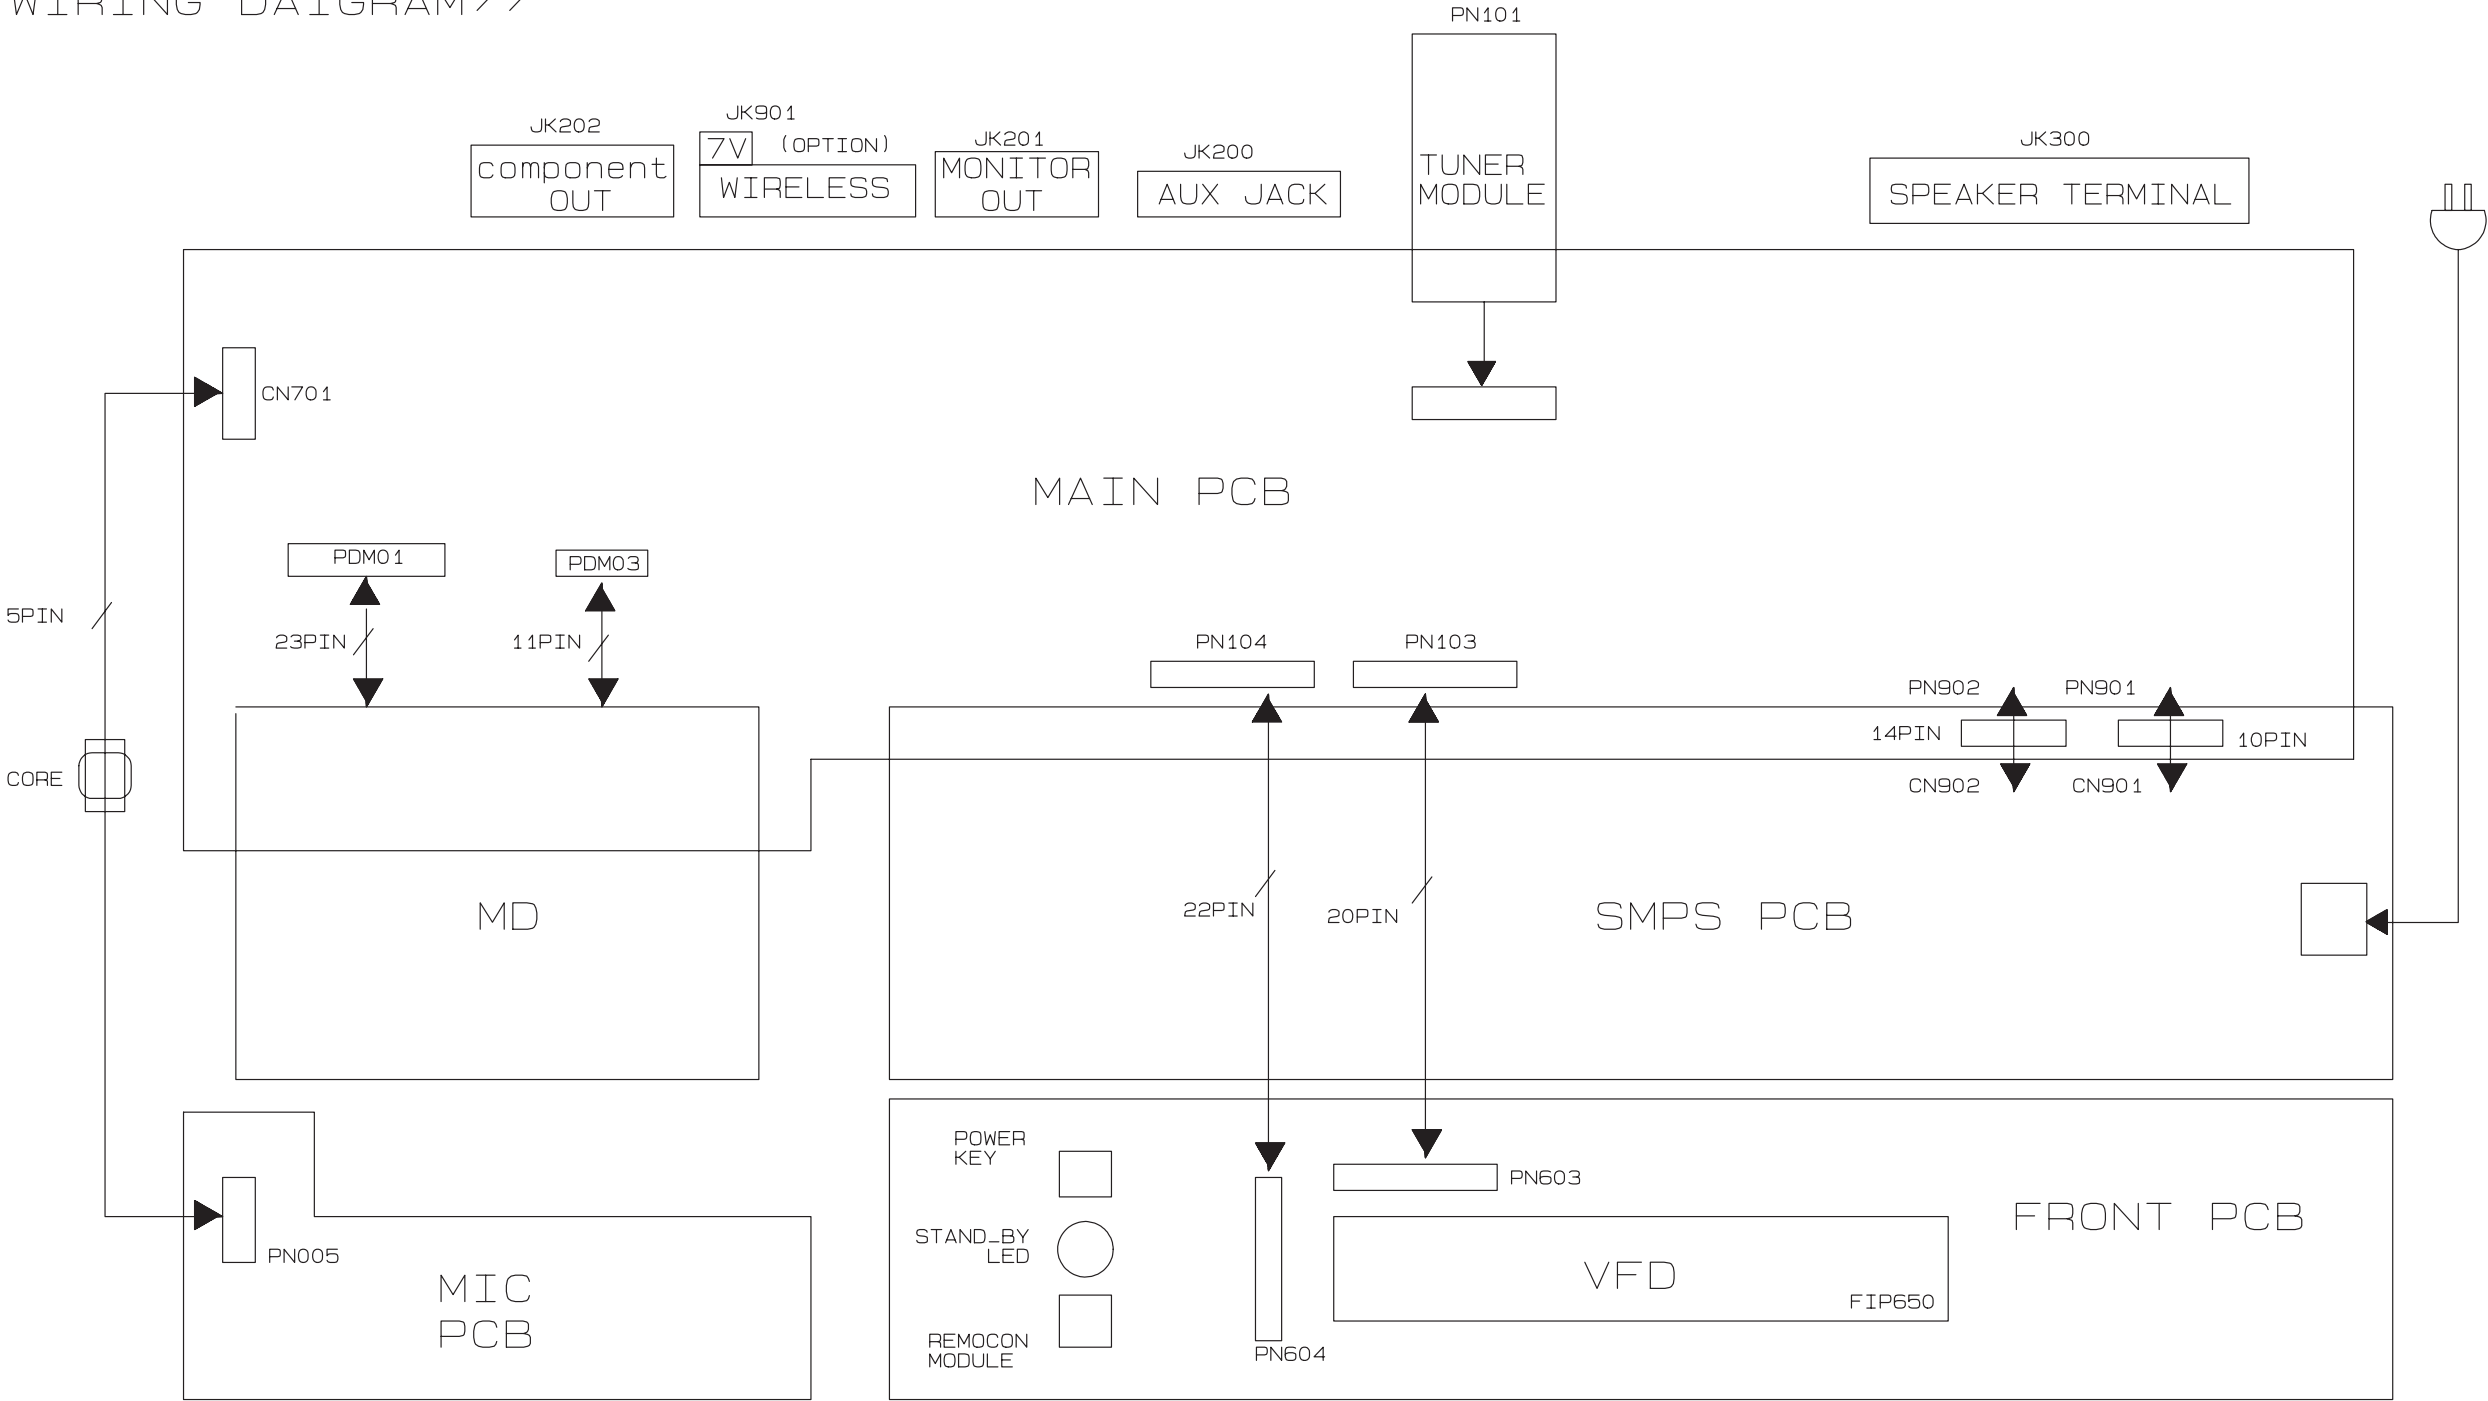 WIRING DAIGRAM>>
PN101
JK202
JK901
JK201
JK200
JK300
7V
(OPTION)
component
OUT
WIRELESS
MONITOR
OUT
AUX JACK
TUNER
MODULE
SPEAKER TERMINAL
CN701
MAIN PCB
PDM01
PDM03
5PIN
23PIN
11PIN
PN104
PN103
PN902
PN901
14PIN
10PIN
CORE
CN902
CN901
22PIN
20PIN
MD
SMPS PCB
POWER
KEY
PN603
STAND_BY
LED
FRONT PCB
PN005
MIC
PCB
VFD
FIP650
REMOCON
MODULE
PN604